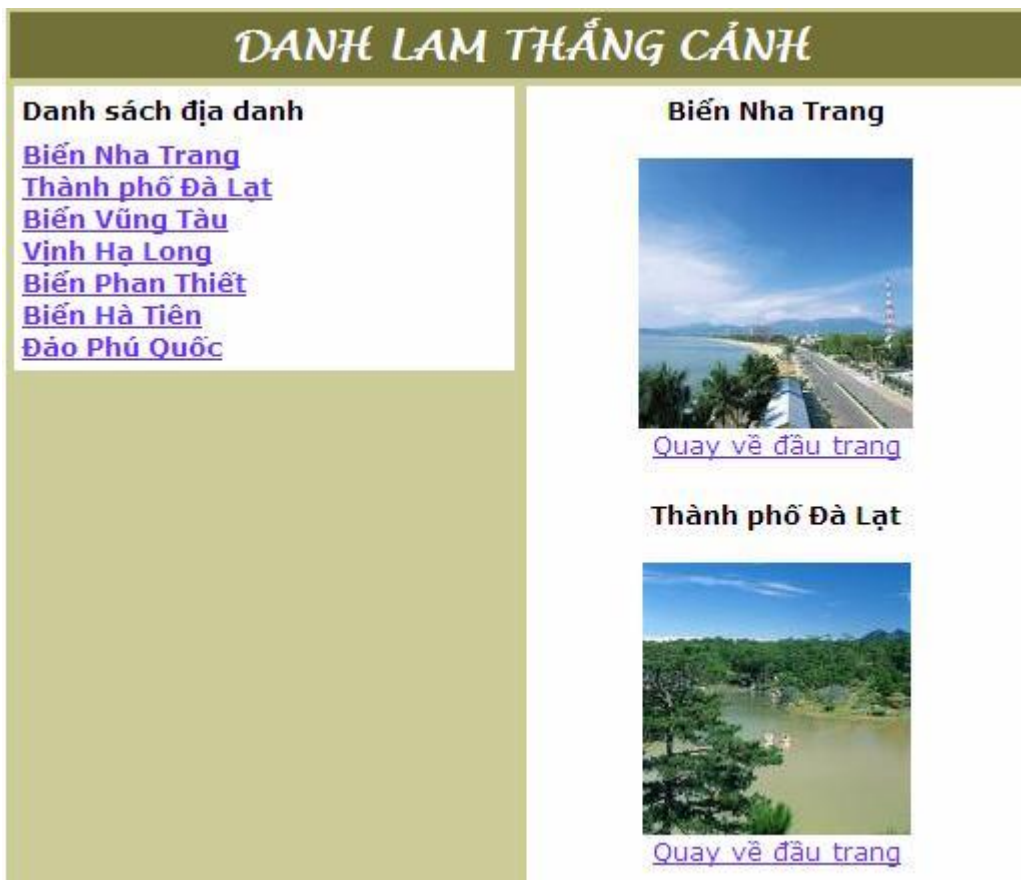 DANH LAM THẮNG CẢNH
Danh sách địa danh
Biển Nha Trang
Thành phố Đà Lạt
Biển Vũng Tàu
Vịnh Hạ Long
Biển Phan Thiết
Biển Hà Tiên
Đảo Phú Quốc
Biển Nha Trang
Quay về đầu trang
Thành phố Đà Lạt
Quay về đầu trang